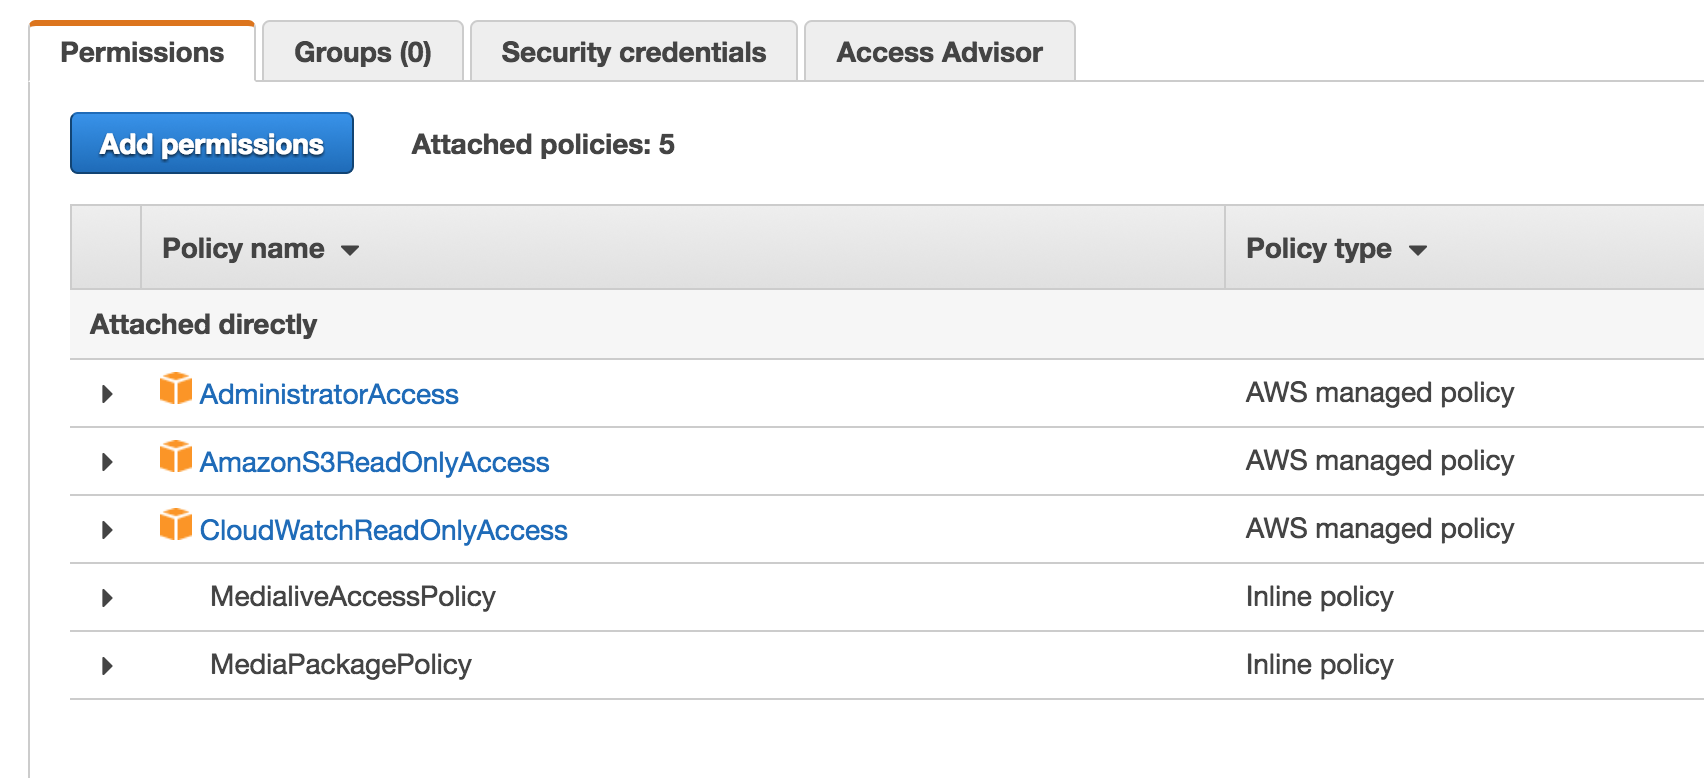 Permissions Groups (0) Security credentials Access Advisor
Add permissions Attached policies: 5
Policy name Policy type
Attached directly
AdministratorAccess AWS managed policy
AmazonS3ReadOnlyAccess AWS managed policy
CloudWatchReadOnlyAccess AWS managed policy
MedialiveAccessPolicy Inline policy
MediaPackagePolicy Inline policy